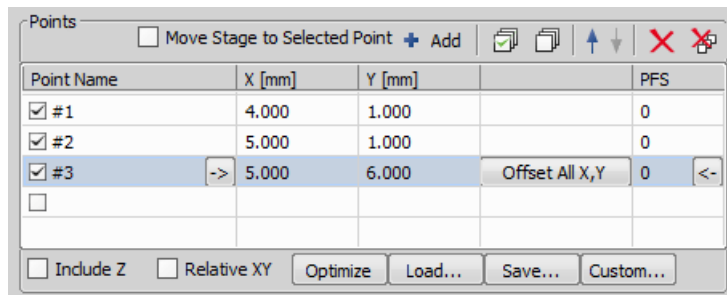 Points
Move Stage to Selected Point + Add
Point Name X [mm] Y [mm] PFS
#1 4.000 1.000 0
#2 5.000 1.000 0
#3 -> 5.000 6.000 Offset All X,Y 0 <-
Include Z Relative XY Optimize Load... Save... Custom...